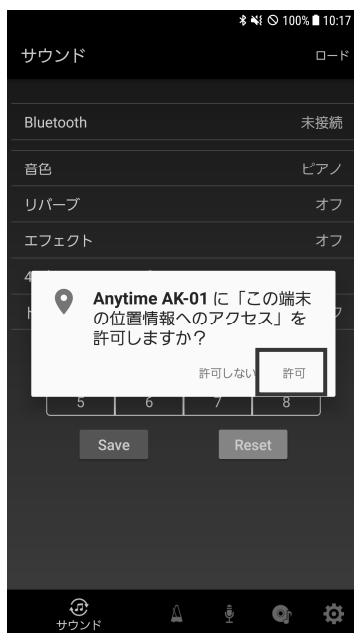 100% 10:17
サウンド ロード
Bluetooth 未接続
音色 ピアノ
リバーブ オフ
エフェクト オフ
4
Anytime AK-01 に「この端末
の位置情報へのアクセス」を
許可しますか？
許可しない 許可
5 6 7 8
Save Reset
サウンド